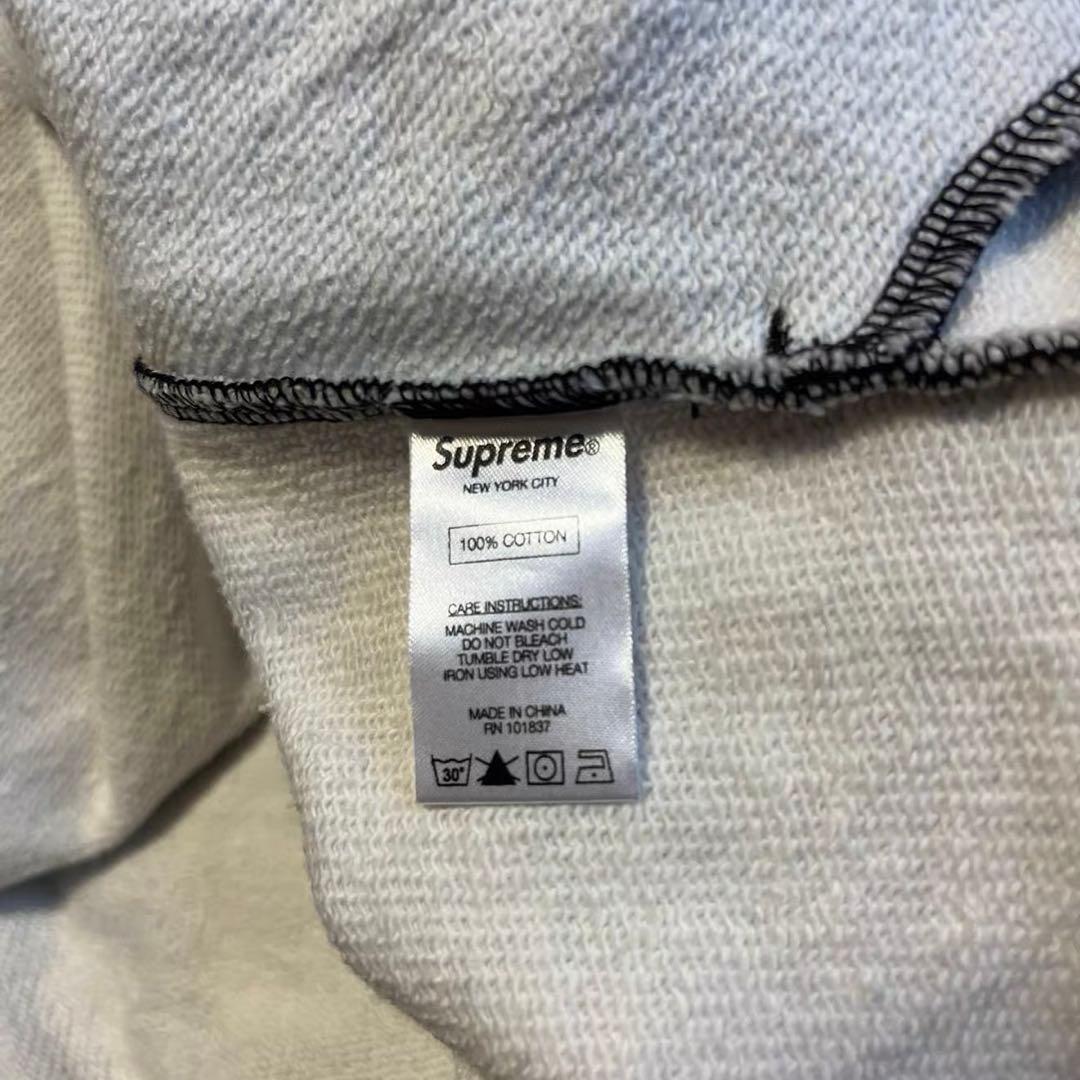 Supreme®
NEW YORK CITY
100% COTTON
CARE INSTRUCTIONS:
MACHINE WASH COLD
DO NOT BLEACH
TUMBLE DRY LOW
IRON USING LOW HEAT
MADE IN CHINA
RN 101837
30°